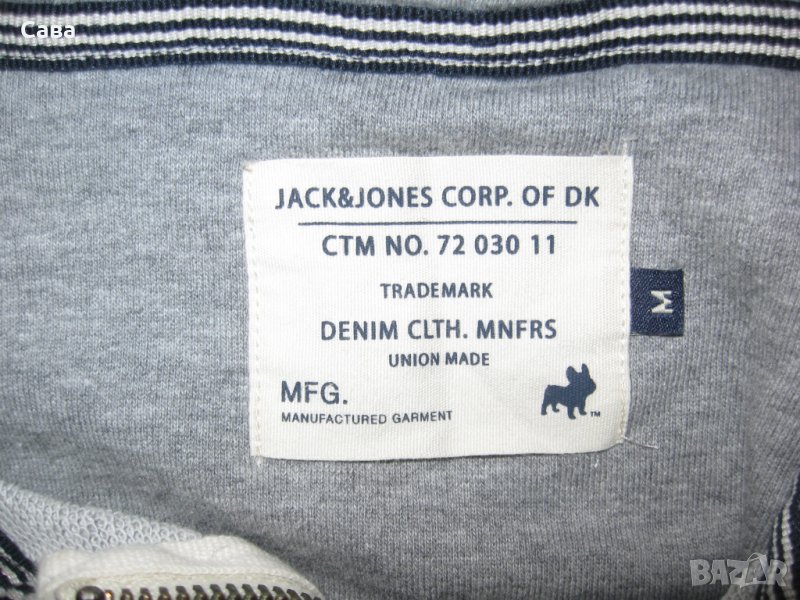 Сава
JACK&JONES CORP. OF DK
CTM NO. 72 030 11
TRADEMARK
DENIM CLTH. MNFRS
UNION MADE
MFG.
MANUFACTURED GARMENT
TM
M
BAZAR